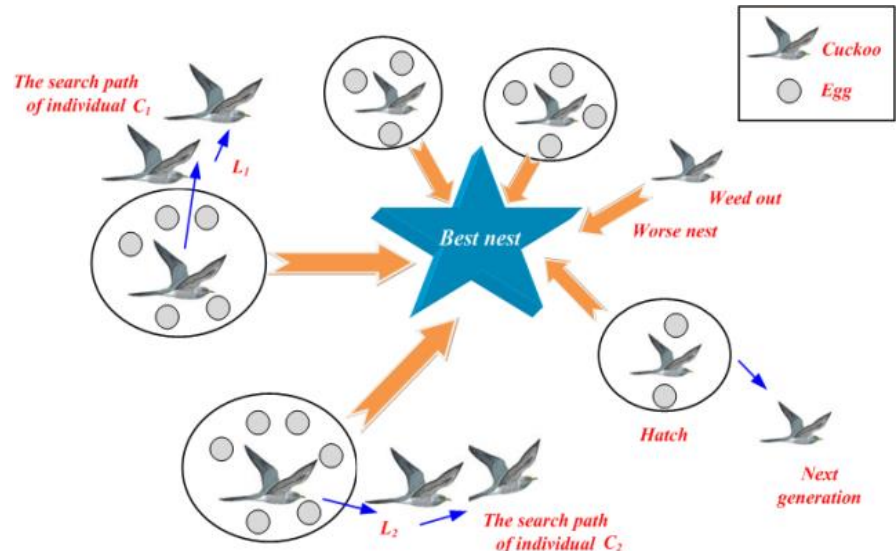 Cuckoo
Egg
The search path
of individual C₁
L₁
Weed out
Worse nest
Best nest
Hatch
Next
generation
L₂
The search path
of individual C₂